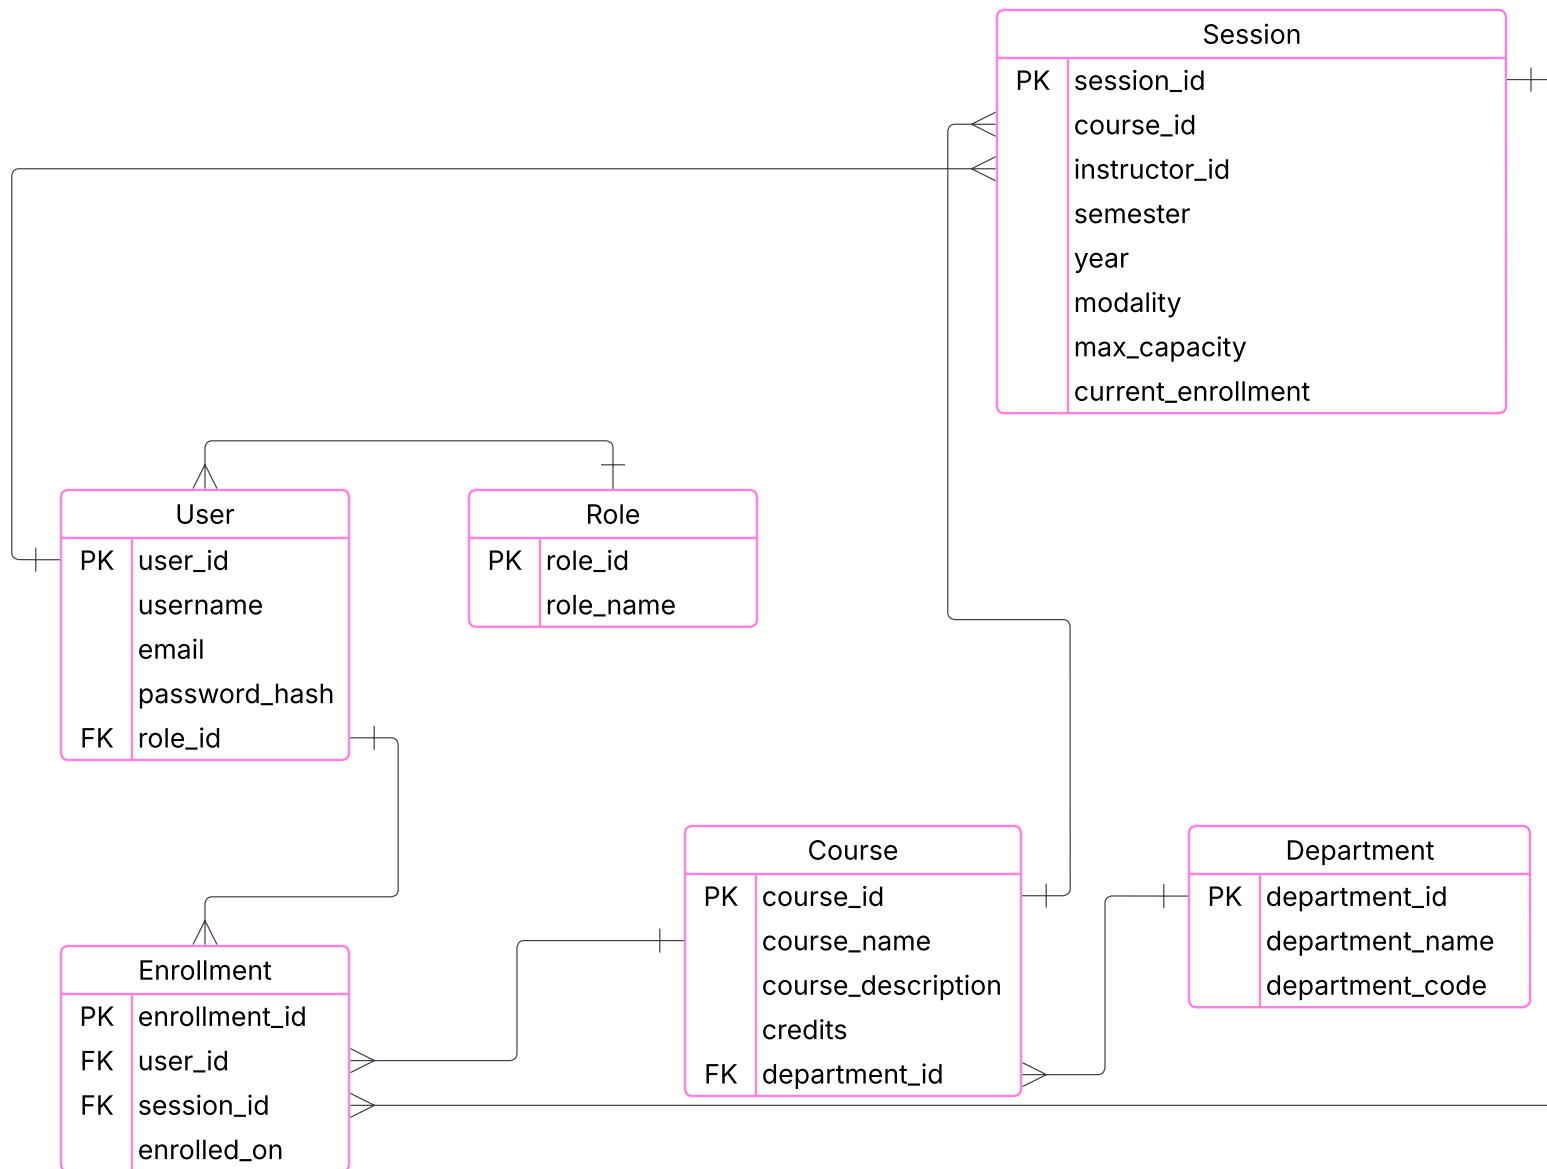 Session
PK session_id
course_id
instructor_id
semester
year
modality
max_capacity
current_enrollment
User
PK user_id
username
email
password_hash
FK role_id
Role
PK role_id
role_name
Course
PK course_id
course_name
course_description
credits
FK department_id
Department
PK department_id
department_name
department_code
Enrollment
PK enrollment_id
FK user_id
FK session_id
enrolled_on